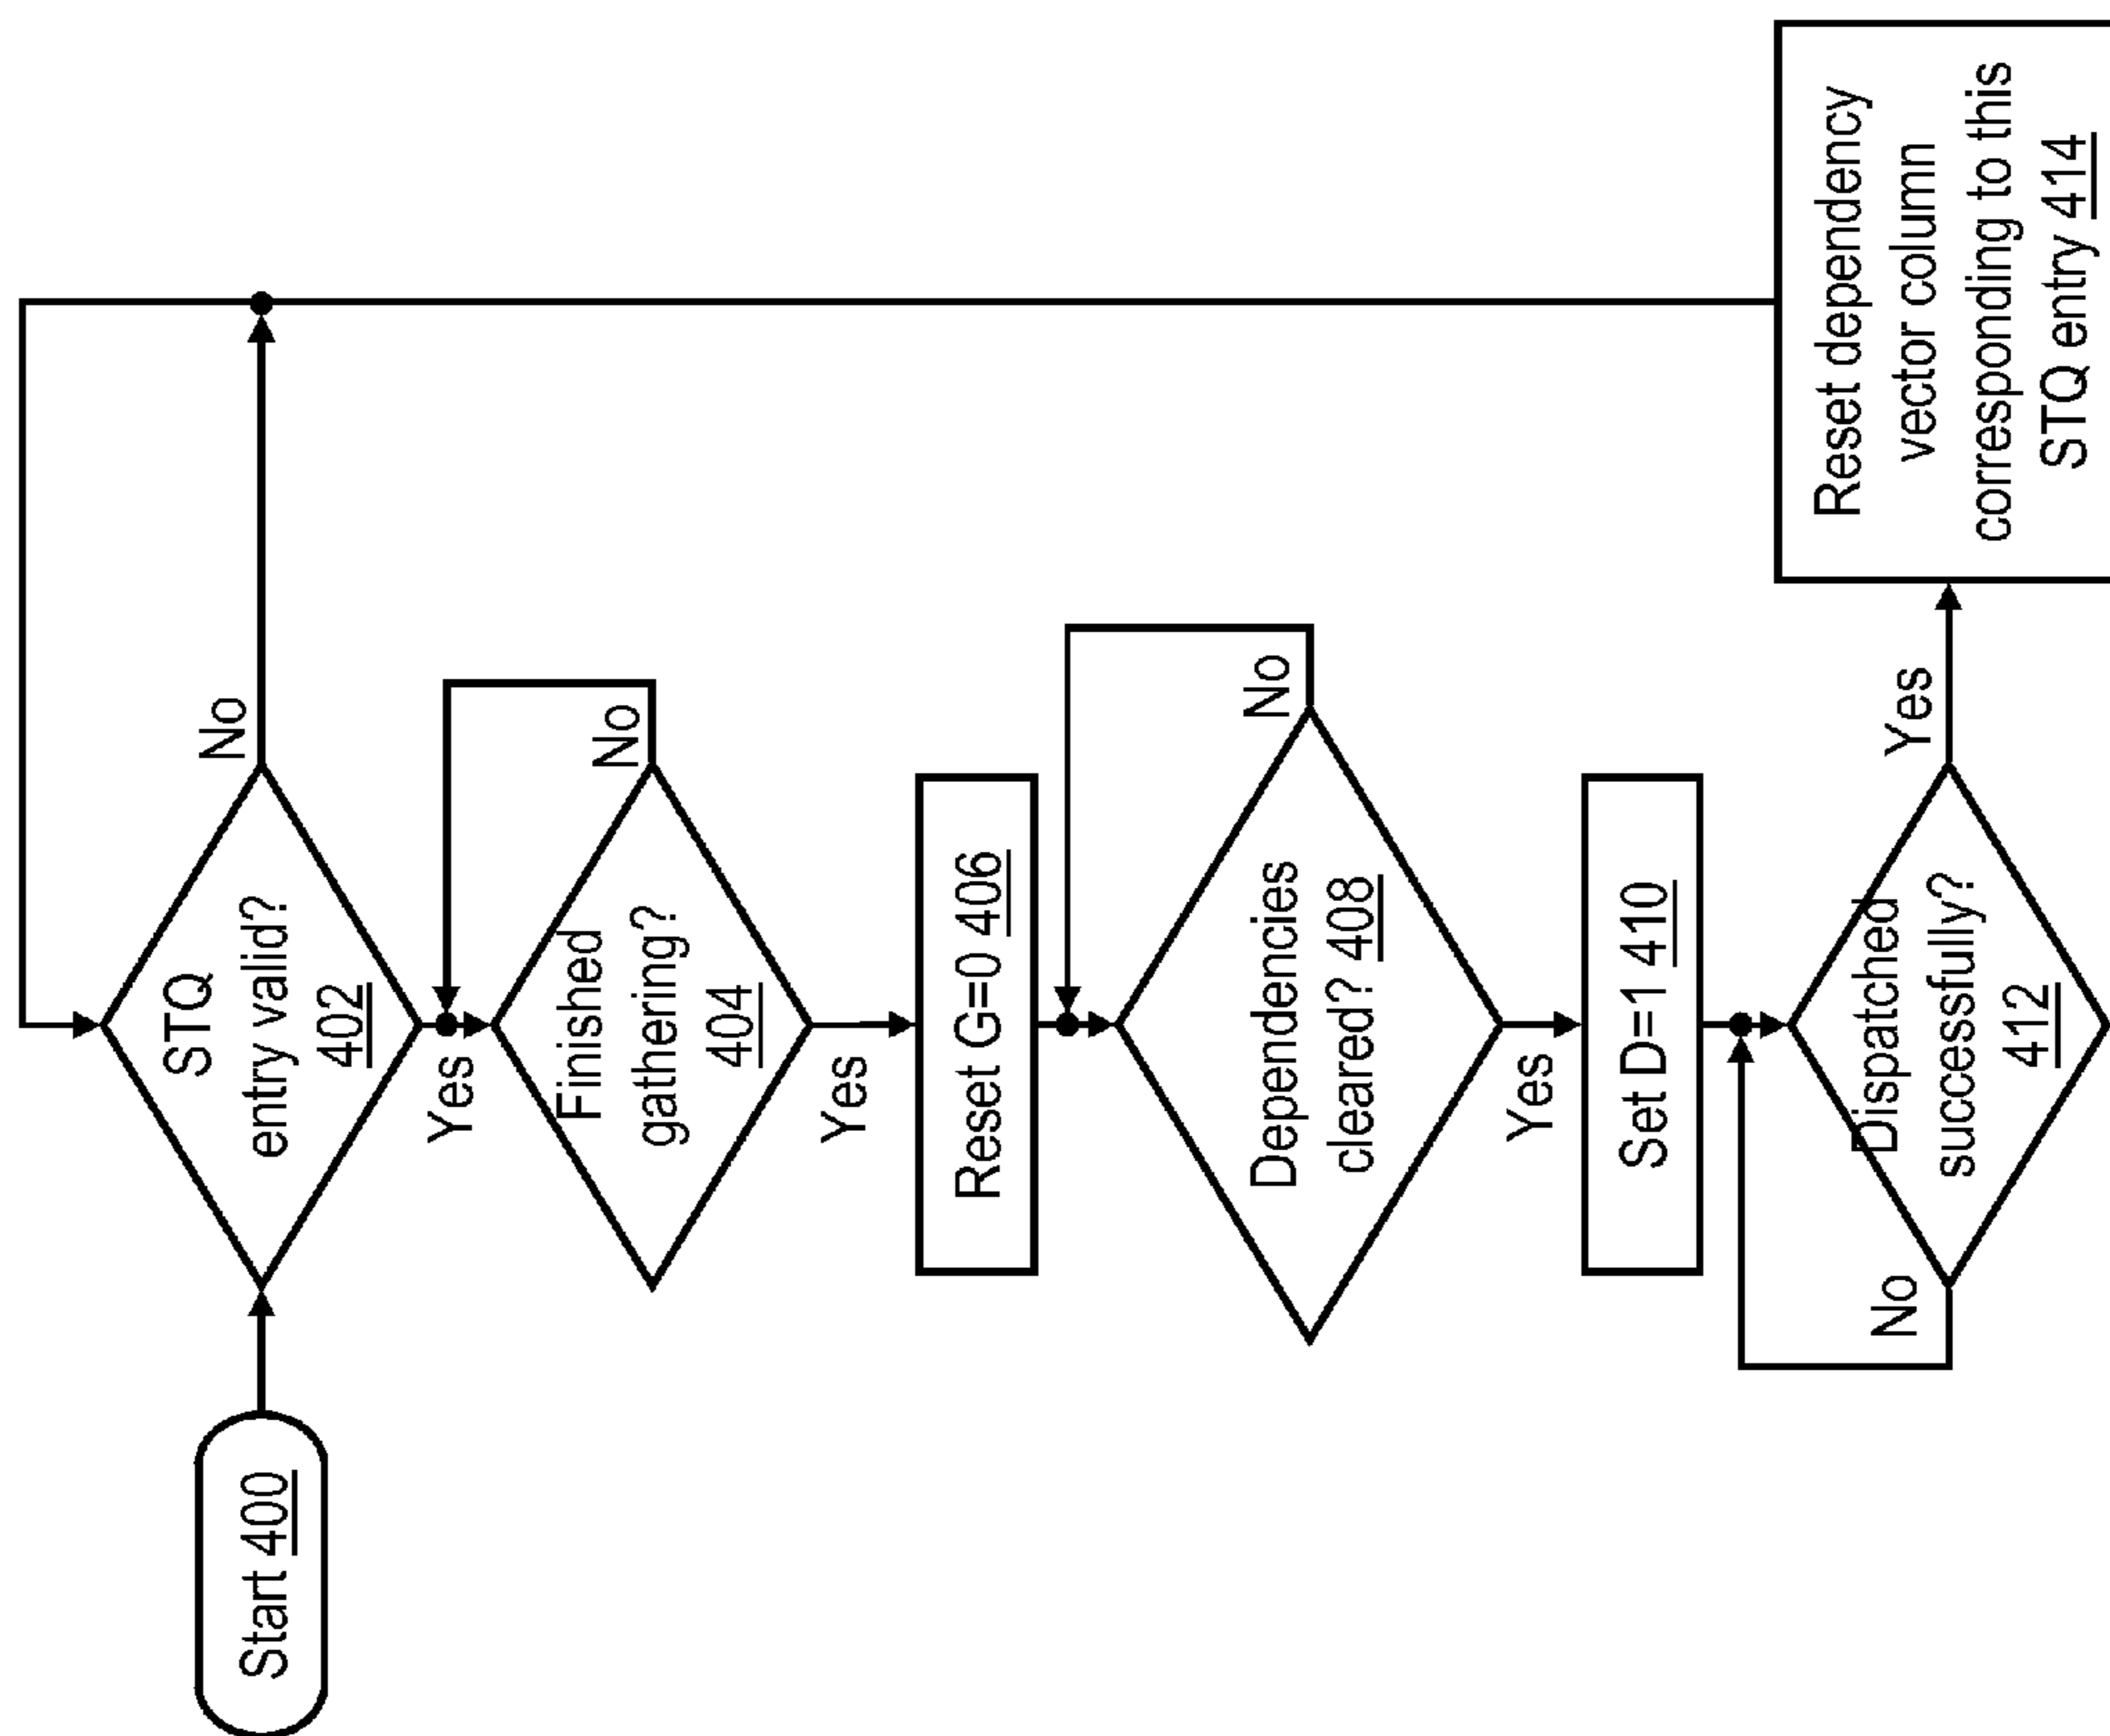 Start 400
STQ
entry valid?
402
No
Yes
Finished
gathering?
404
No
Yes
Reset G=0 406
Dependencies
cleared? 408
No
Yes
Set D=1 410
Dispatched
successfully?
412
No
Yes
Reset dependency
vector column
corresponding to this
STQ entry 414